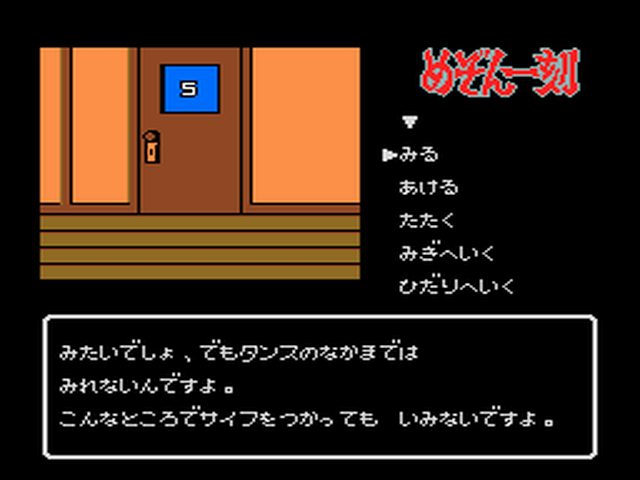 めぞん一刻
5
▼
▶みる
あける
たたく
みぎへいく
ひだりへいく
みたいでしょ、でもタンスのなかまでは
みれないんですよ。
こんなところでサイフをつかっても　いみないですよ。